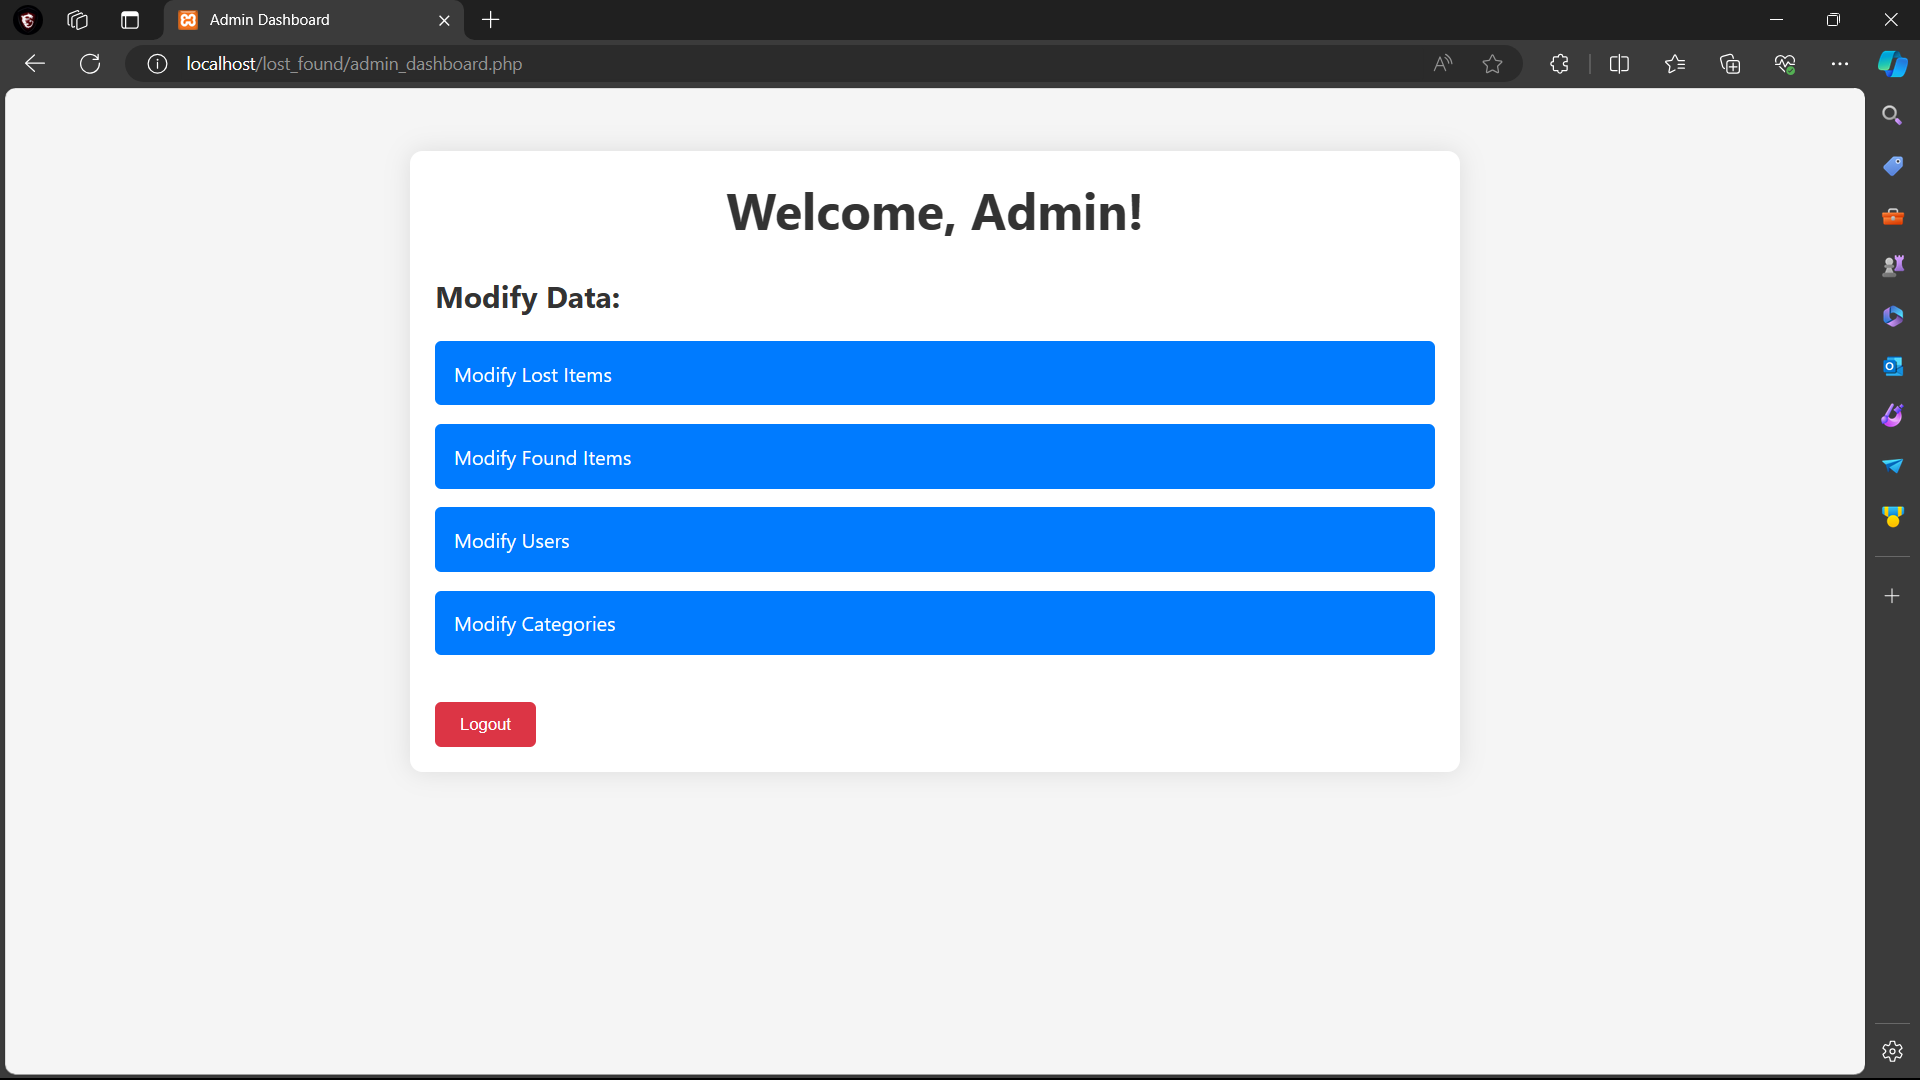 Admin Dashboard
localhost/lost_found/admin_dashboard.php
Welcome, Admin!
Modify Data:
Modify Lost Items
Modify Found Items
Modify Users
Modify Categories
Logout